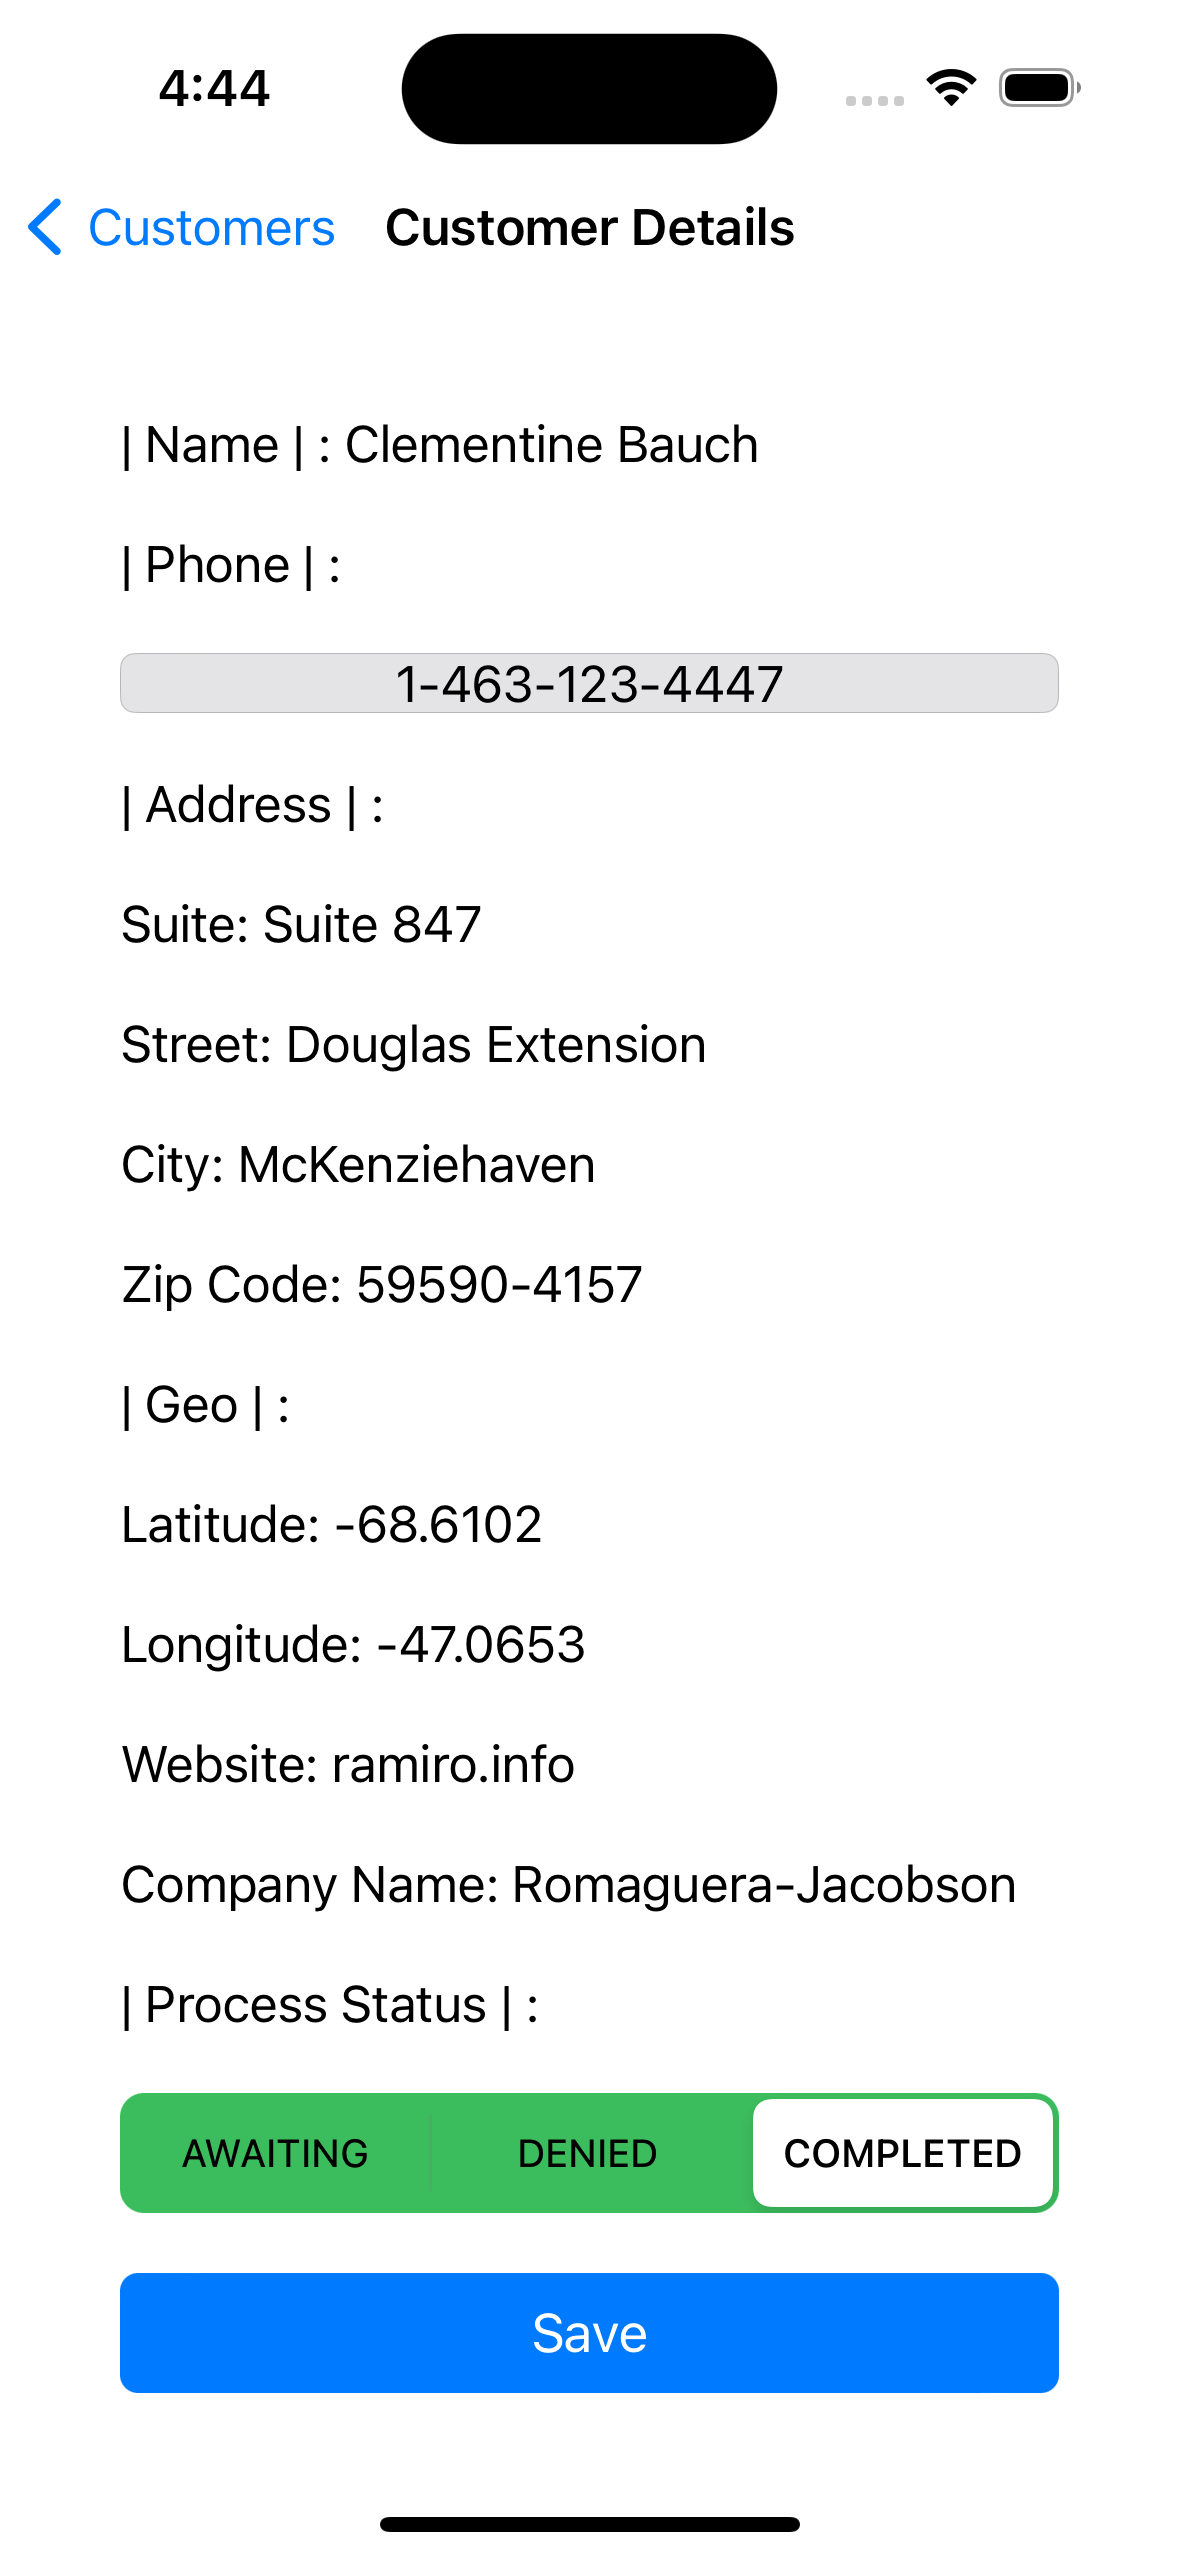 4:44
Customers Customer Details
| Name | : Clementine Bauch
| Phone | :
1-463-123-4447
| Address | :
Suite: Suite 847
Street: Douglas Extension
City: McKenziehaven
Zip Code: 59590-4157
| Geo | :
Latitude: -68.6102
Longitude: -47.0653
Website: ramiro.info
Company Name: Romaguera-Jacobson
| Process Status | :
AWAITING DENIED COMPLETED
Save